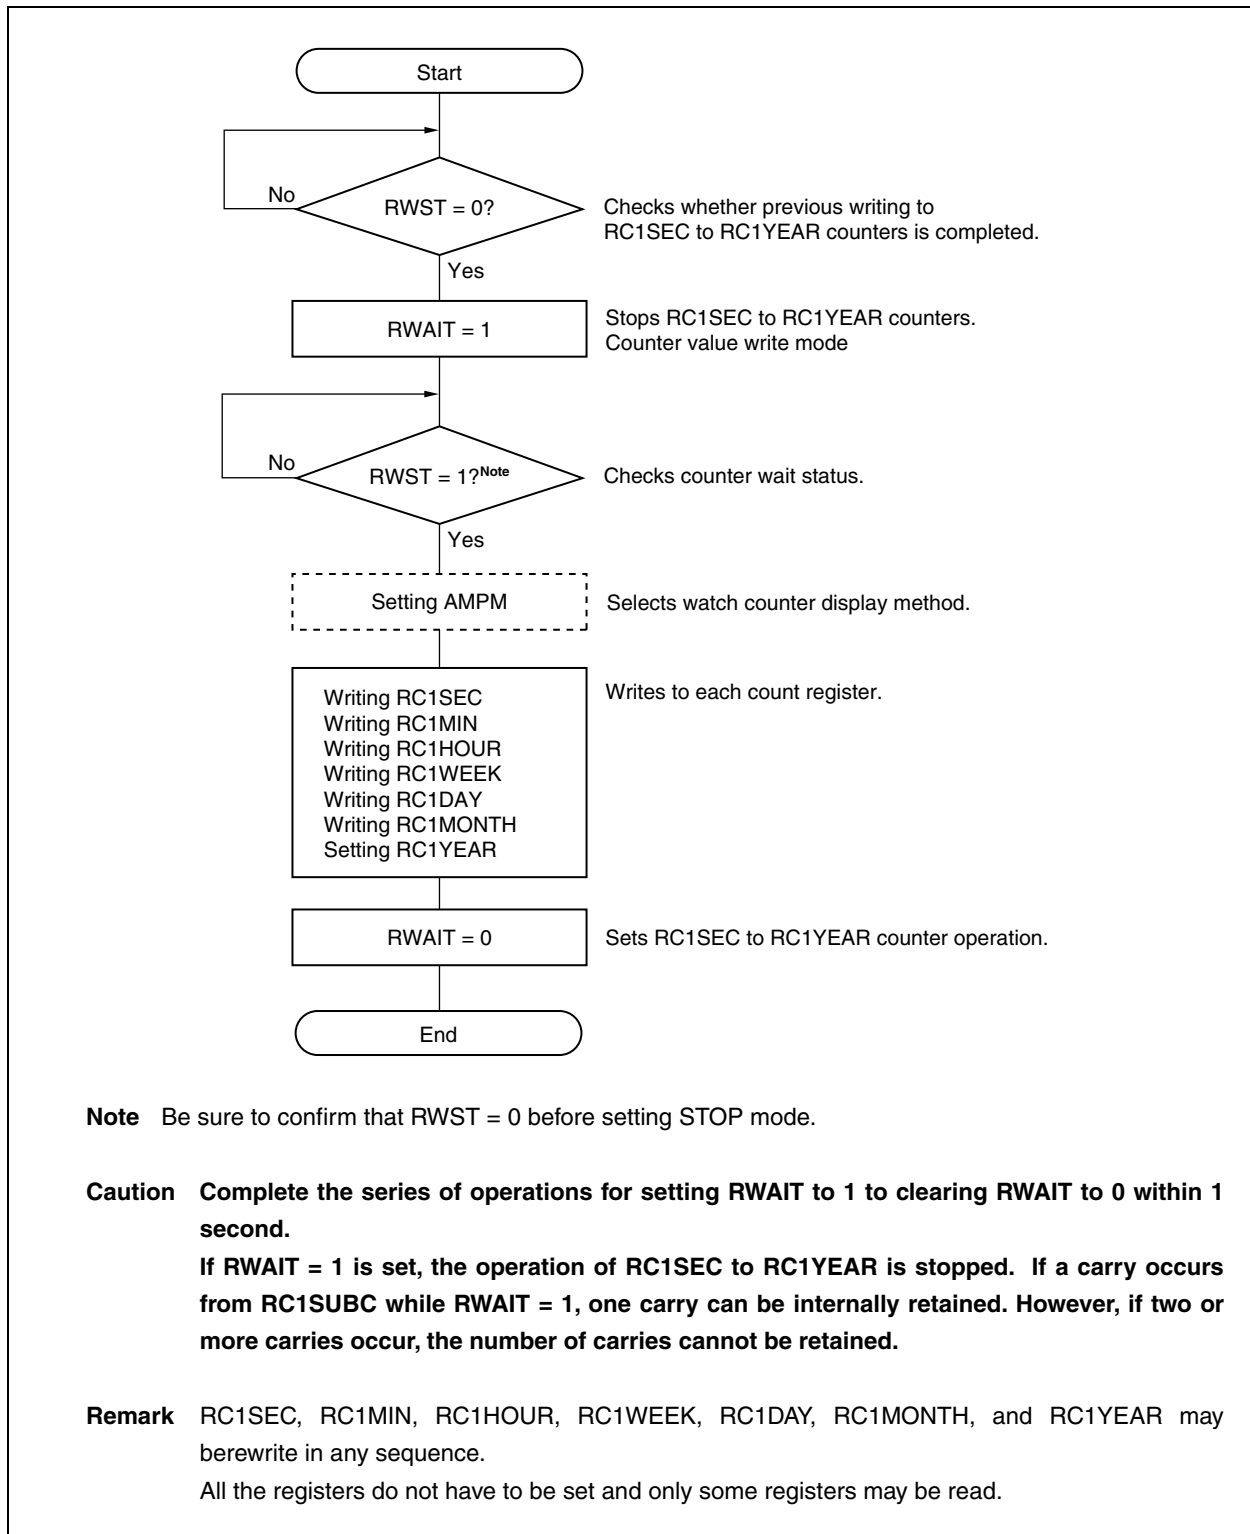 Start
No
RWST = 0?
Checks whether previous writing to
RC1SEC to RC1YEAR counters is completed.
Yes
RWAIT = 1
Stops RC1SEC to RC1YEAR counters.
Counter value write mode
No
RWST = 1?Note
Checks counter wait status.
Yes
Setting AMPM
Selects watch counter display method.
Writing RC1SEC
Writes to each count register.
Writing RC1MIN
Writing RC1HOUR
Writing RC1WEEK
Writing RC1DAY
Writing RC1MONTH
Setting RC1YEAR
RWAIT = 0
Sets RC1SEC to RC1YEAR counter operation.
End
Note Be sure to confirm that RWST = 0 before setting STOP mode.
Caution Complete the series of operations for setting RWAIT to 1 to clearing RWAIT to 0 within 1
second.
If RWAIT = 1 is set, the operation of RC1SEC to RC1YEAR is stopped. If a carry occurs
from RC1SUBC while RWAIT = 1, one carry can be internally retained. However, if two or
more carries occur, the number of carries cannot be retained.
Remark RC1SEC, RC1MIN, RC1HOUR, RC1WEEK, RC1DAY, RC1MONTH, and RC1YEAR may
berewrite in any sequence.
All the registers do not have to be set and only some registers may be read.